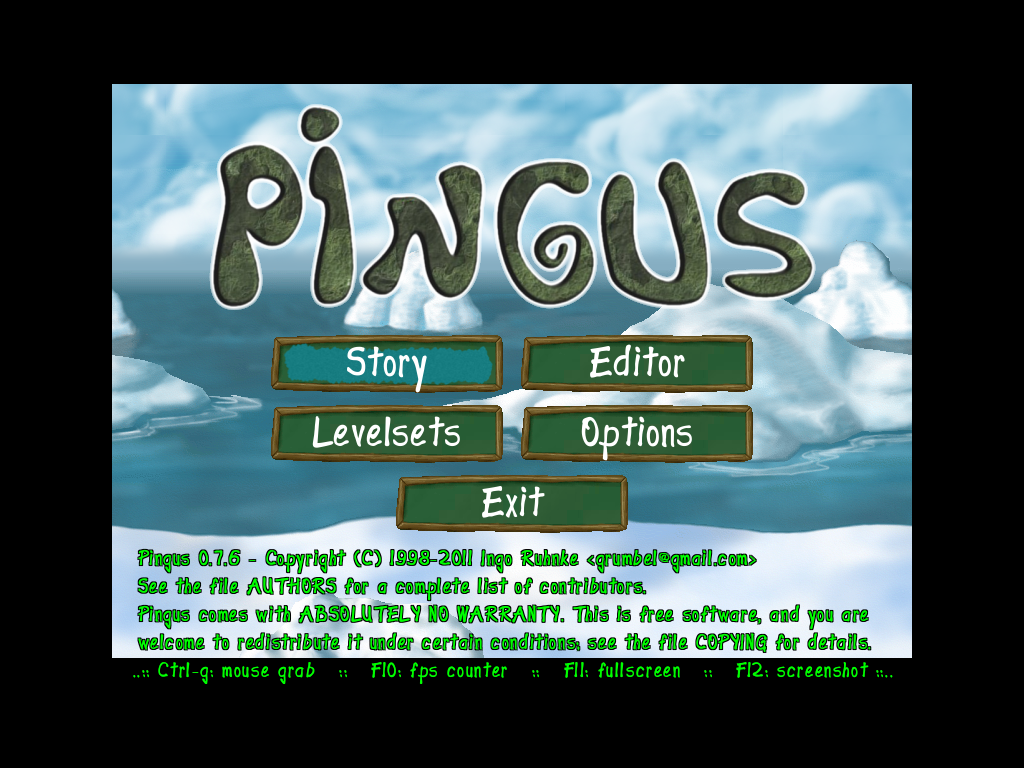 PiNGUS
Story
Editor
Levelsets
Options
Exit
Pingus 0.7.6 - Copyright (C) 1998-2011 Ingo Ruhnke <grumbel@gmail.com>
See the file AUTHORS for a complete list of contributors.
Pingus comes with ABSOLUTELY NO WARRANTY. This is free software, and you are
welcome to redistribute it under certain conditions; see the file COPYING for details.
..:: Ctrl-g: mouse grab :: F10: fps counter :: F11: fullscreen :: F12: screenshot ::..